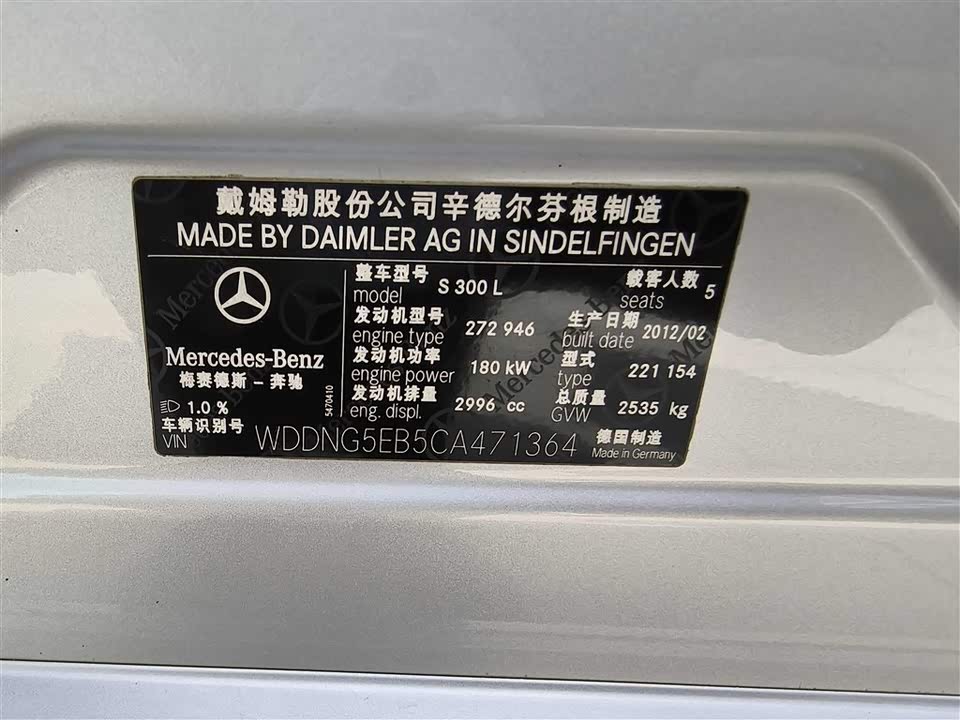 戴姆勒股份公司辛德尔芬根制造
MADE BY DAIMLER AG IN SINDELFINGEN
整车型号 model S 300 L 载客人数 seats 5
发动机型号 engine type 272 946 生产日期 built date 2012/02
发动机功率 engine power 180 kW 型式 type 221 154
发动机排量 eng. displ. 2996 cc 总质量 GVW 2535 kg
Mercedes-Benz
梅赛德斯-奔驰
1.0 %
5470410
车辆识别号 VIN WDDNG5EB5CA471364
德国制造
Made in Germany